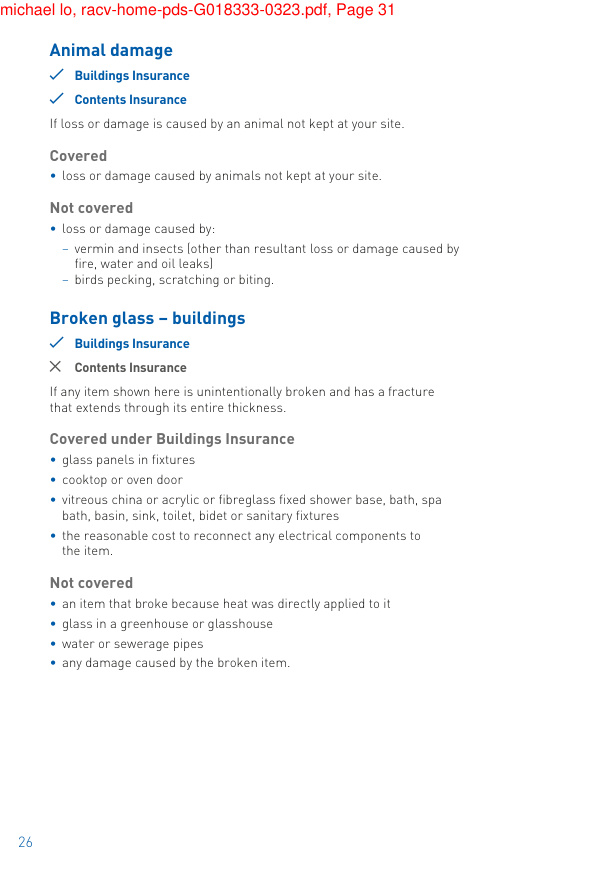 michael lo, racv-home-pds-G018333-0323.pdf, Page 31
Animal damage
Buildings Insurance
Contents Insurance
If loss or damage is caused by an animal not kept at your site.
Covered
• loss or damage caused by animals not kept at your site.
Not covered
• loss or damage caused by:
– vermin and insects (other than resultant loss or damage caused by
fire, water and oil leaks)
– birds pecking, scratching or biting.
Broken glass – buildings
Buildings Insurance
Contents Insurance
If any item shown here is unintentionally broken and has a fracture
that extends through its entire thickness.
Covered under Buildings Insurance
• glass panels in fixtures
• cooktop or oven door
• vitreous china or acrylic or fibreglass fixed shower base, bath, spa
bath, basin, sink, toilet, bidet or sanitary fixtures
• the reasonable cost to reconnect any electrical components to
the item.
Not covered
• an item that broke because heat was directly applied to it
• glass in a greenhouse or glasshouse
• water or sewerage pipes
• any damage caused by the broken item.
26